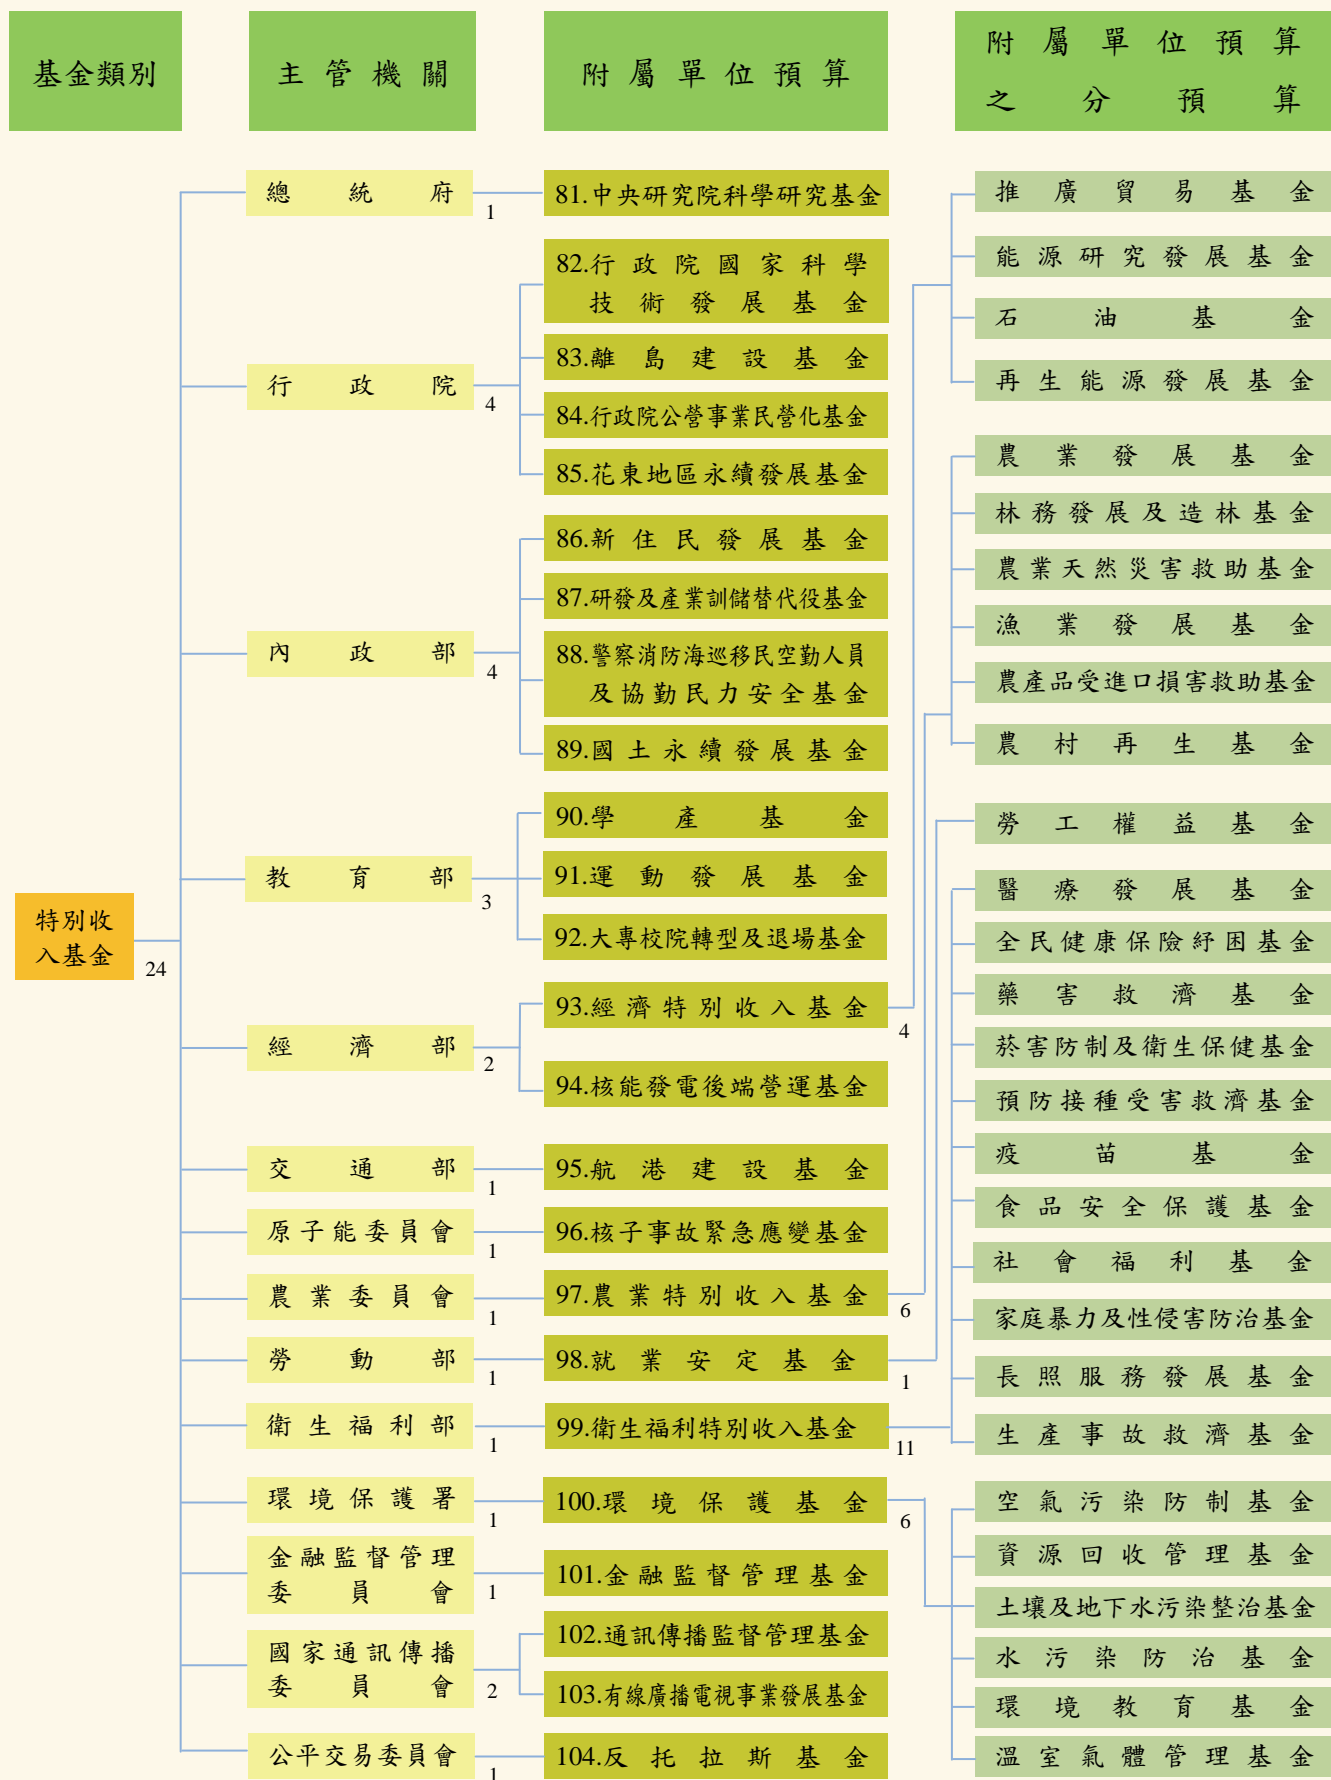 基金類別
主管機關
附屬單位預算
附屬單位預算
之分預算
特別收
入基金
24
總統府
1
81.中央研究院科學研究基金
行政院
4
82.行政院國家科學
技術發展基金
83.離島建設基金
84.行政院公營事業民營化基金
85.花東地區永續發展基金
內政部
4
86.新住民發展基金
87.研發及產業訓儲替代役基金
88.警察消防海巡移民空勤人員
及協勤民力安全基金
89.國土永續發展基金
教育部
3
90.學產基金
91.運動發展基金
92.大專校院轉型及退場基金
經濟部
2
93.經濟特別收入基金
4
94.核能發電後端營運基金
交通部
1
95.航港建設基金
原子能委員會
1
96.核子事故緊急應變基金
農業委員會
1
97.農業特別收入基金
6
勞動部
1
98.就業安定基金
1
衛生福利部
1
99.衛生福利特別收入基金
11
環境保護署
1
100.環境保護基金
6
金融監督管理
委員會
1
101.金融監督管理基金
國家通訊傳播
委員會
2
102.通訊傳播監督管理基金
103.有線廣播電視事業發展基金
公平交易委員會
1
104.反托拉斯基金
推廣貿易基金
能源研究發展基金
石油基金
再生能源發展基金
農業發展基金
林務發展及造林基金
農業天然災害救助基金
漁業發展基金
農產品受進口損害救助基金
農村再生基金
勞工權益基金
醫療發展基金
全民健康保險紓困基金
藥害救濟基金
菸害防制及衛生保健基金
預防接種受害救濟基金
疫苗基金
食品安全保護基金
社會福利基金
家庭暴力及性侵害防治基金
長照服務發展基金
生產事故救濟基金
空氣污染防制基金
資源回收管理基金
土壤及地下水污染整治基金
水污染防治基金
環境教育基金
溫室氣體管理基金